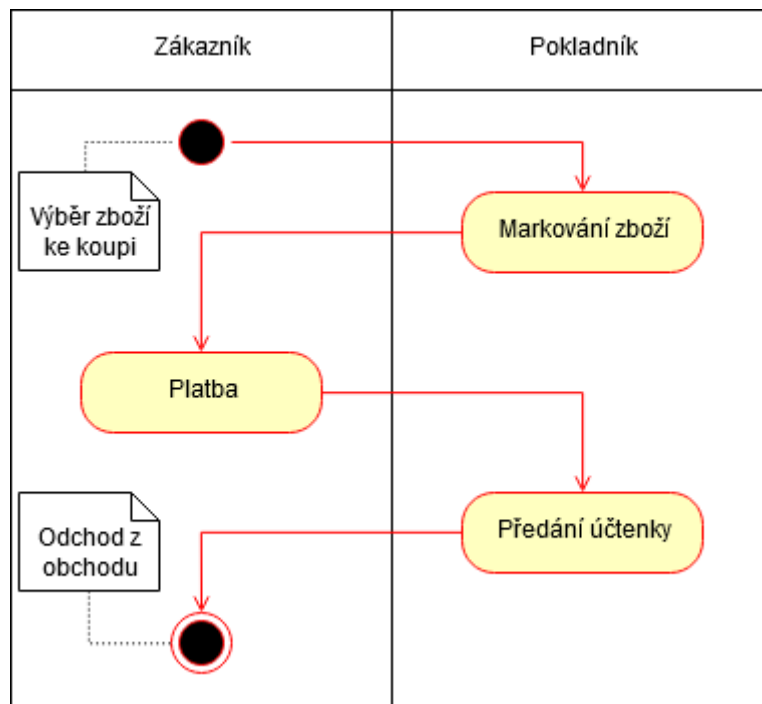 Zákazník
Pokladník
Výběr zboží
ke koupi
Markování zboží
Platba
Předání účtenky
Odchod z
obchodu